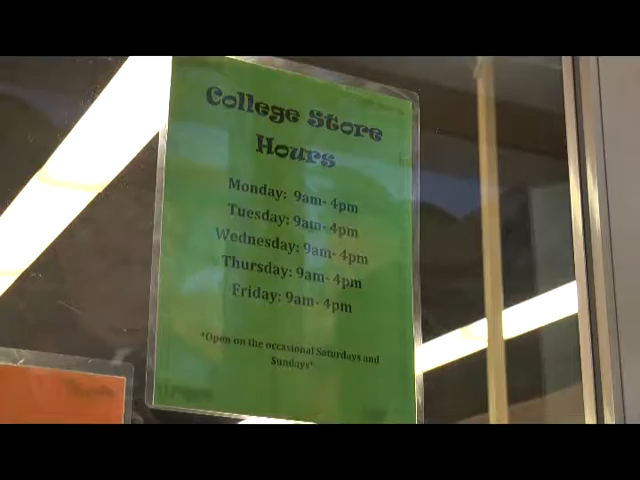 College Store
Hours
Monday: 9am- 4pm
Tuesday: 9am- 4pm
Wednesday: 9am- 4pm
Thursday: 9am- 4pm
Friday: 9am- 4pm
*Open on the occasional Saturdays and
Sundays*